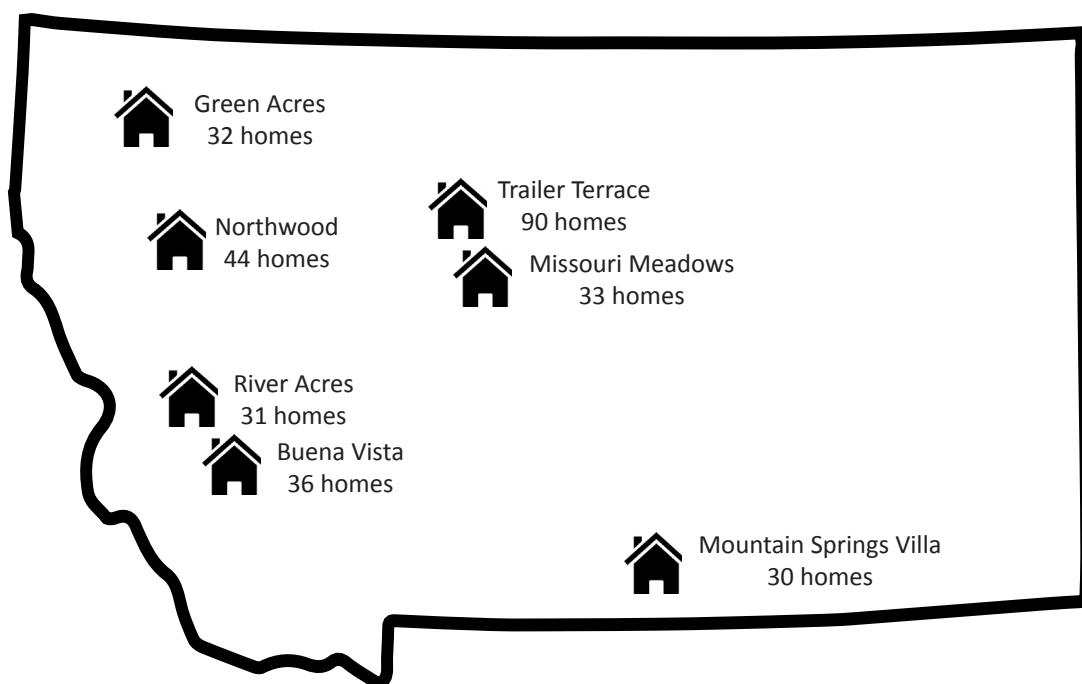 Green Acres
32 homes
Trailer Terrace
90 homes
Northwood
44 homes
Missouri Meadows
33 homes
River Acres
31 homes
Buena Vista
36 homes
Mountain Springs Villa
30 homes